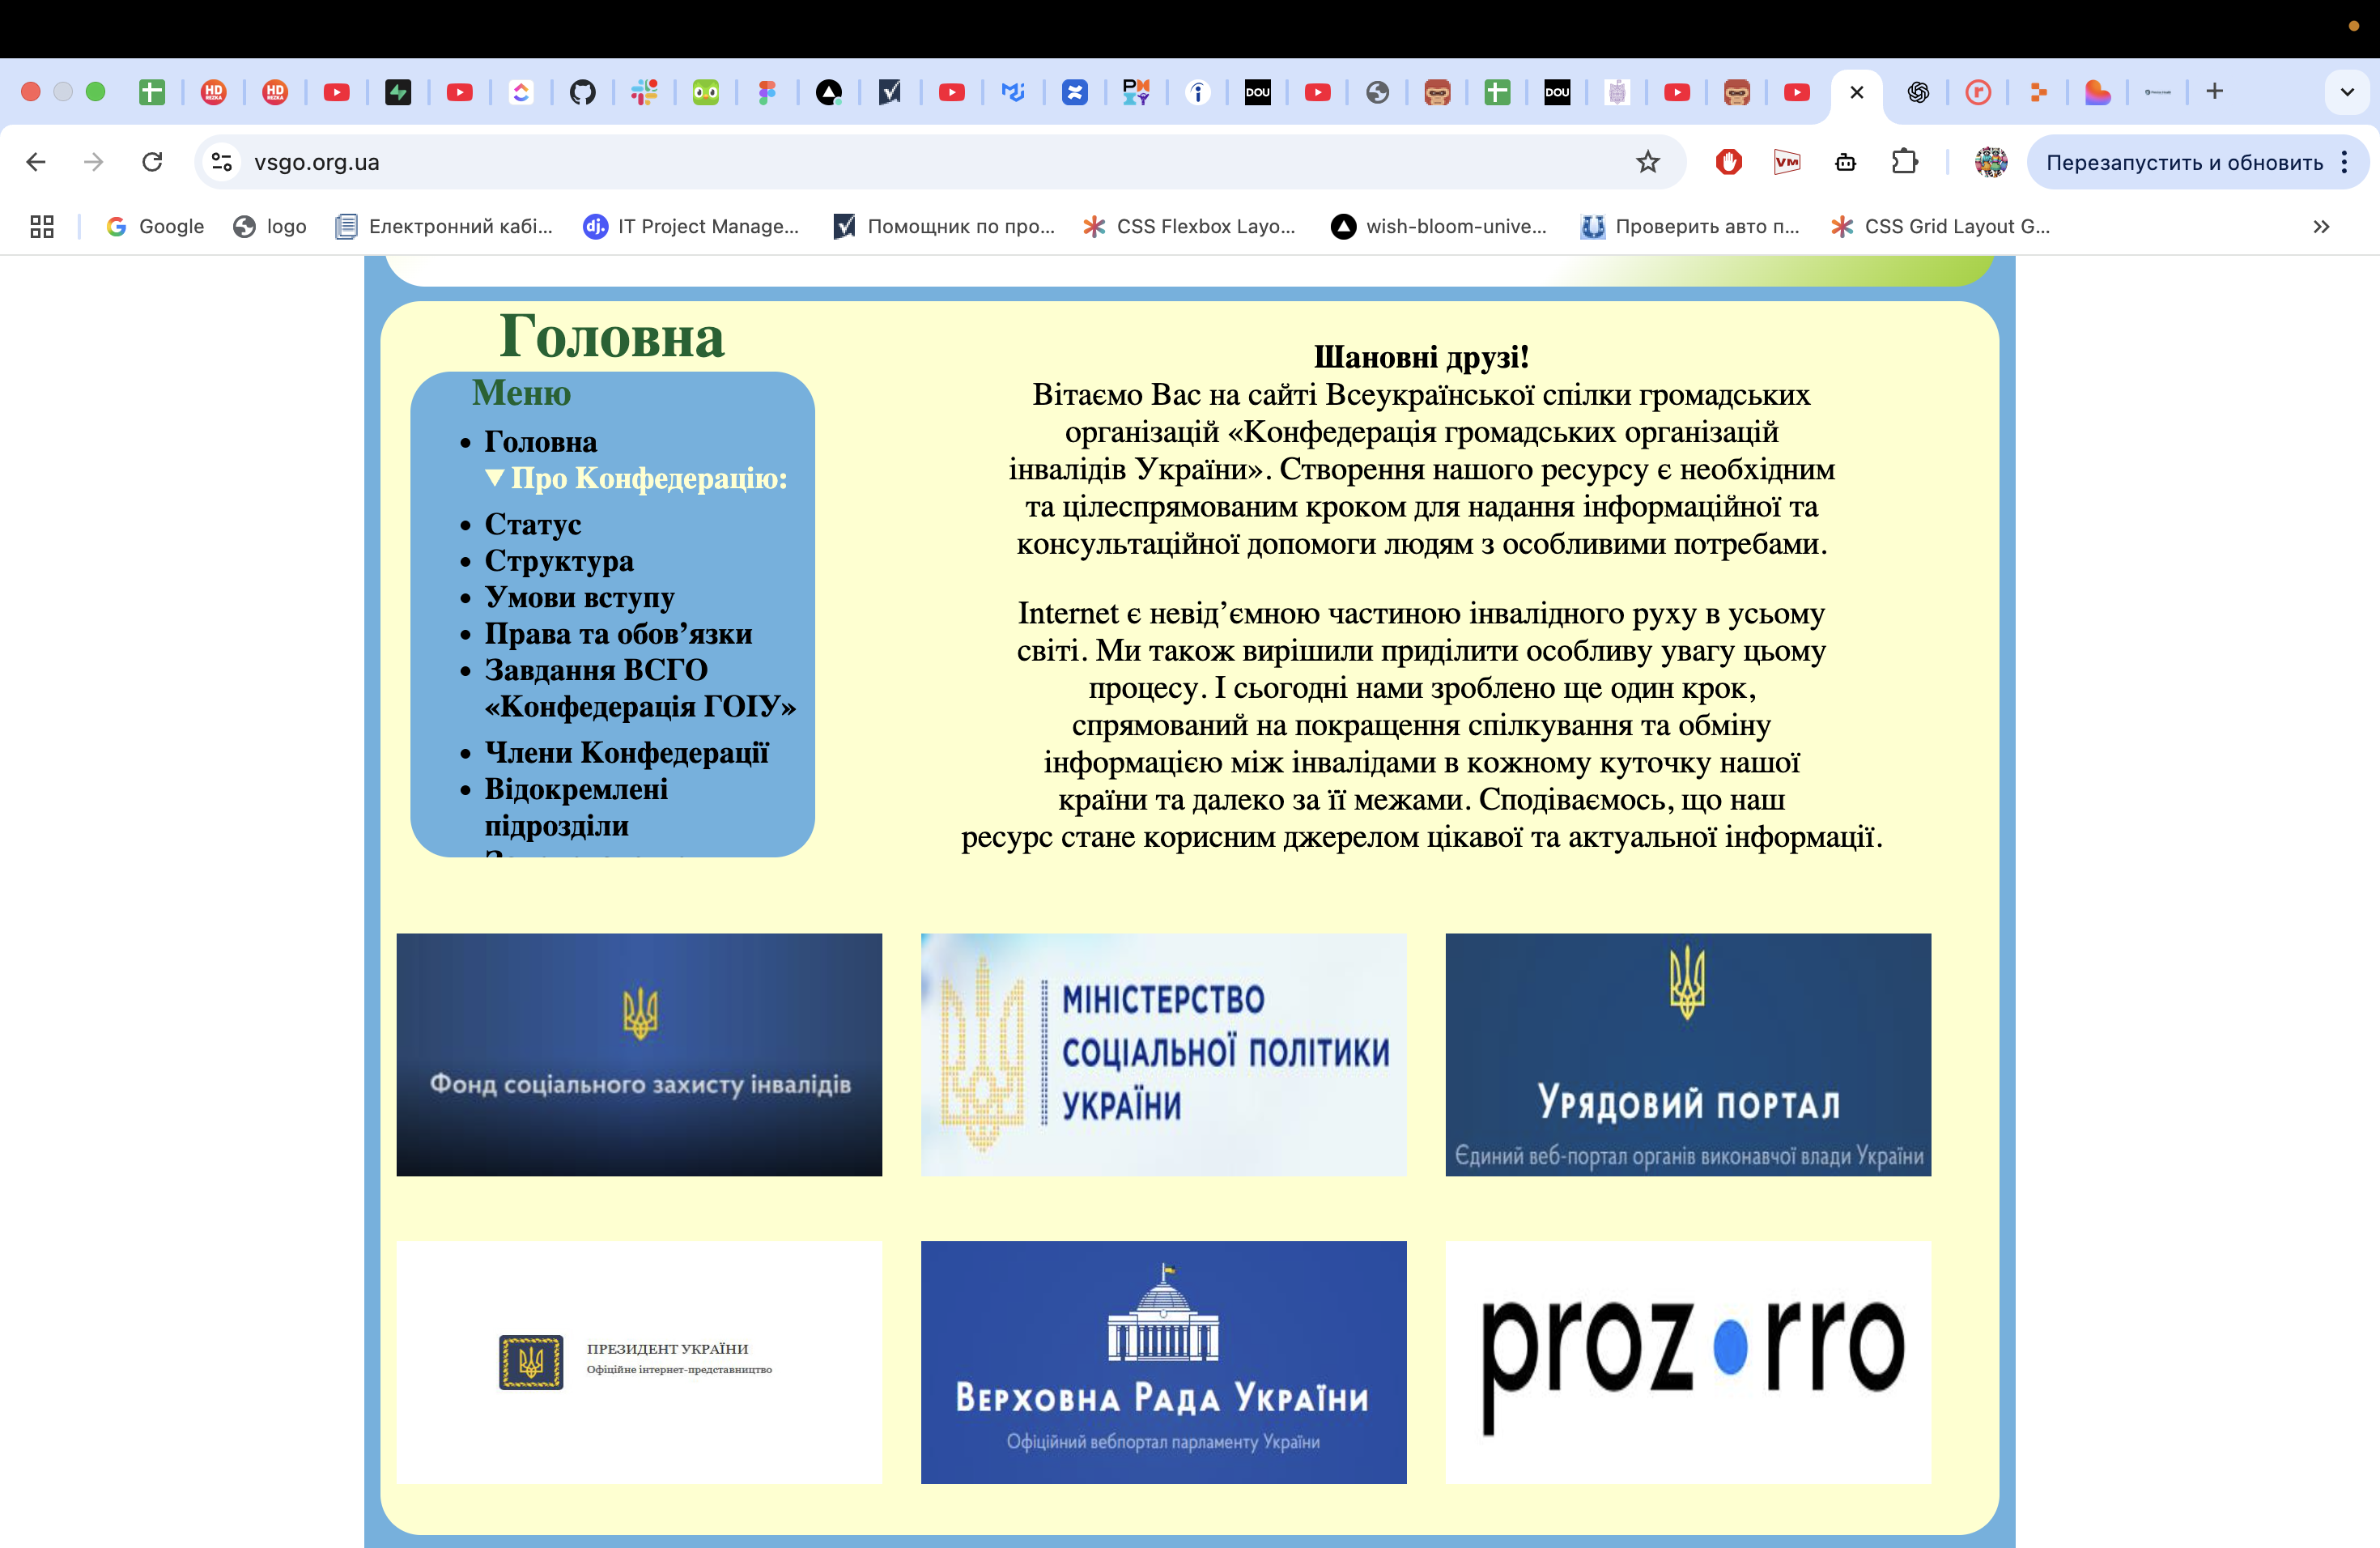 HD
REZKA
HD
REZKA
DOU
DOU
vsgo.org.ua
VM
Перезапустить и обновить
Google
logo
Електронний кабі...
dj.
IT Project Manage...
Помощник по про...
CSS Flexbox Layo...
wish-bloom-unive...
Проверить авто п...
CSS Grid Layout G...
Головна
Меню
Головна
Про Конфедерацію:
Статус
Структура
Умови вступу
Права та обов’язки
Завдання ВСГО
«Конфедерація ГОІУ»
Члени Конфедерації
Відокремлені
підрозділи
Шановні друзі!
Вітаємо Вас на сайті Всеукраїнської спілки громадських
організацій «Конфедерація громадських організацій
інвалідів України». Створення нашого ресурсу є необхідним
та цілеспрямованим кроком для надання інформаційної та
консультаційної допомоги людям з особливими потребами.
Internet є невід’ємною частиною інвалідного руху в усьому
світі. Ми також вирішили приділити особливу увагу цьому
процесу. І сьогодні нами зроблено ще один крок,
спрямований на покращення спілкування та обміну
інформацією між інвалідами в кожному куточку нашої
країни та далеко за її межами. Сподіваємось, що наш
ресурс стане корисним джерелом цікавої та актуальної інформації.
Фонд соціального захисту інвалідів
МІНІСТЕРСТВО
СОЦІАЛЬНОЇ ПОЛІТИКИ
УКРАЇНИ
Урядовий портал
Єдиний веб-портал органів виконавчої влади України
ПРЕЗИДЕНТ УКРАЇНИ
Офіційне інтернет-представництво
Верховна Рада України
Офіційний вебпортал парламенту України
prozorro